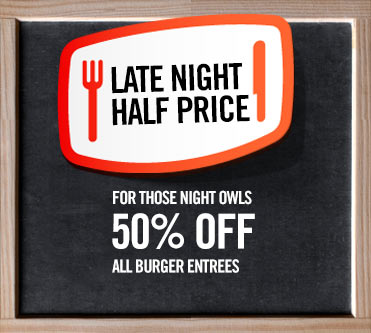 LATE NIGHT
HALF PRICE
FOR THOSE NIGHT OWLS
50% OFF
ALL BURGER ENTREES